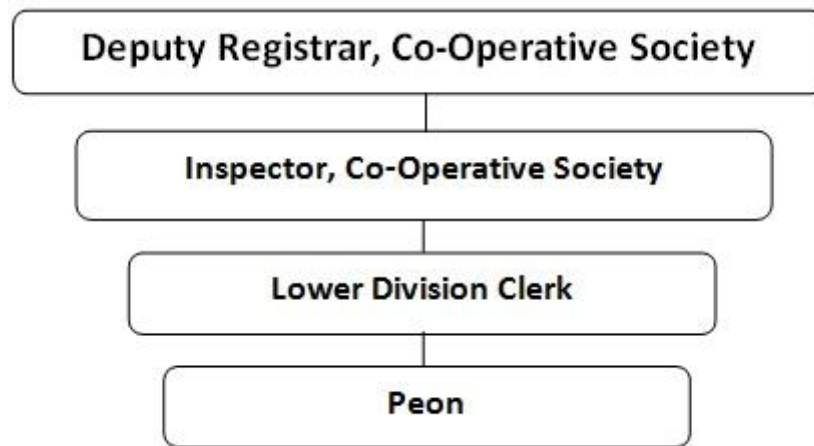 Deputy Registrar, Co-Operative Society
Inspector, Co-Operative Society
Lower Division Clerk
Peon